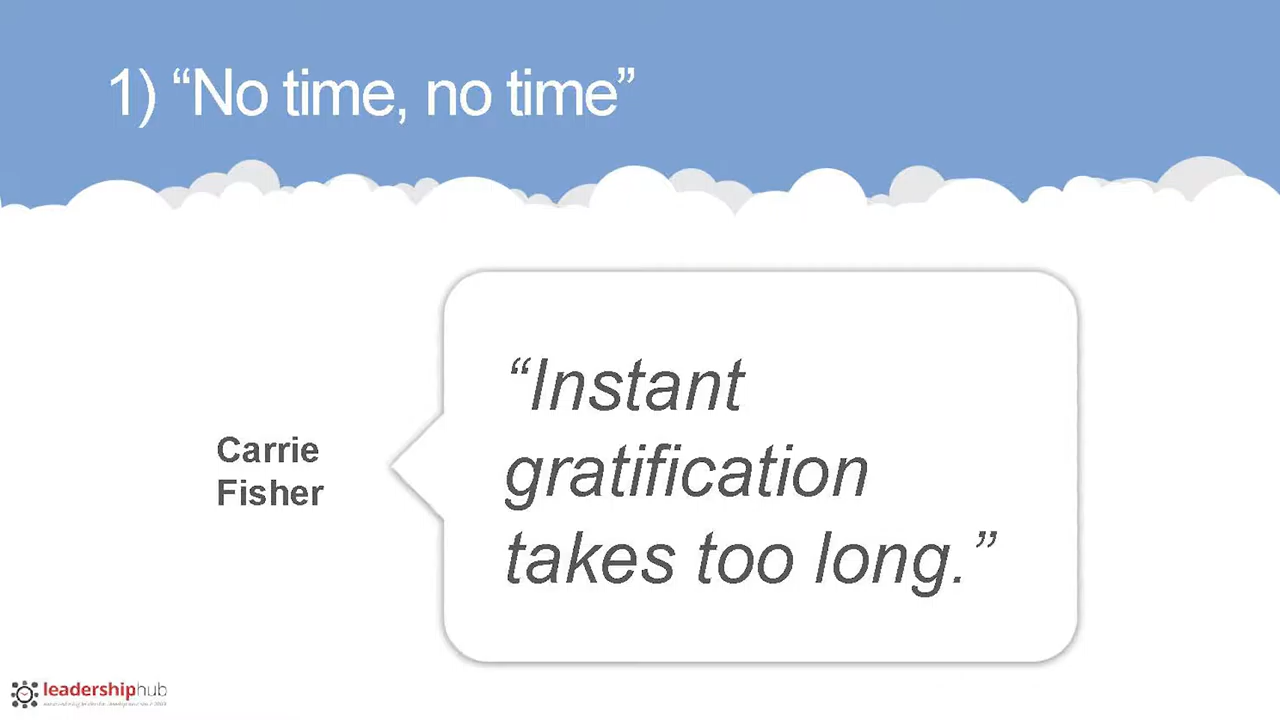 1) “No time, no time”
Carrie
Fisher
“Instant
gratification
takes too long.”
leadershiphub